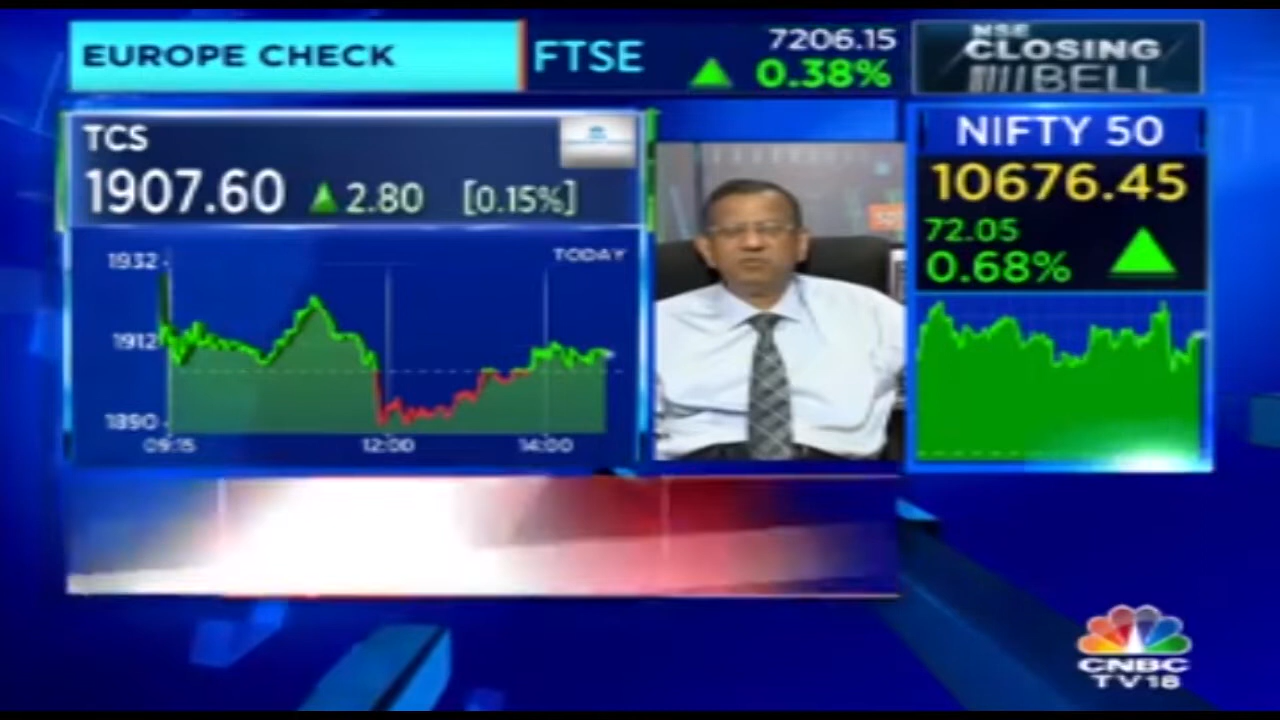 EUROPE CHECK
FTSE
7206.15
0.38%
NSE
CLOSING
BELL
TCS
1907.60
2.80
[0.15%]
TODAY
1932
1912
1890
09:15
12:00
14:00
NIFTY 50
10676.45
72.05
0.68%
CNBC
TV18